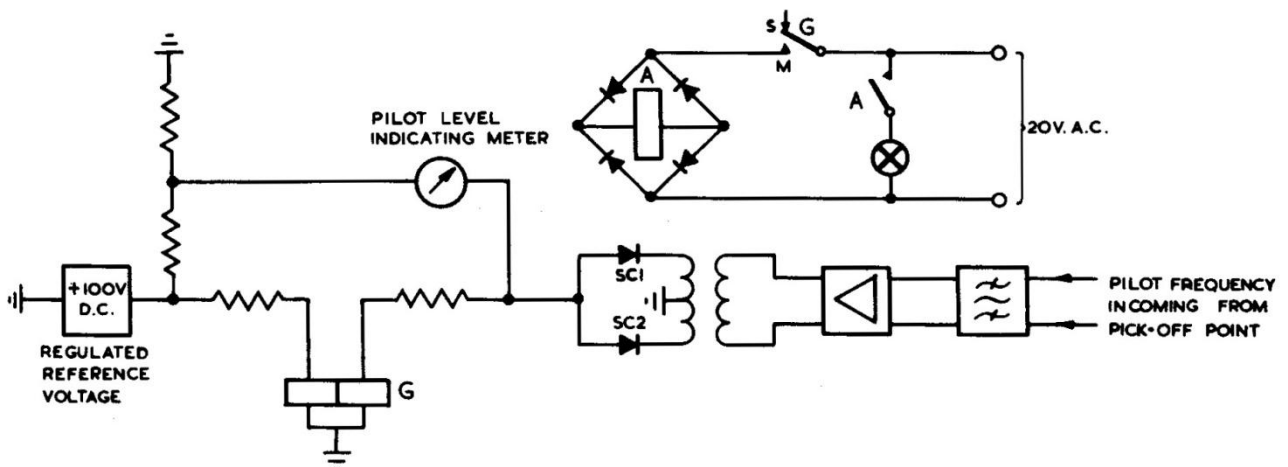 S G
M
A
A
20V. A.C.
PILOT LEVEL
INDICATING METER
+100V
D.C.
REGULATED
REFERENCE
VOLTAGE
G
SC1
SC2
PILOT FREQUENCY
INCOMING FROM
PICK-OFF POINT